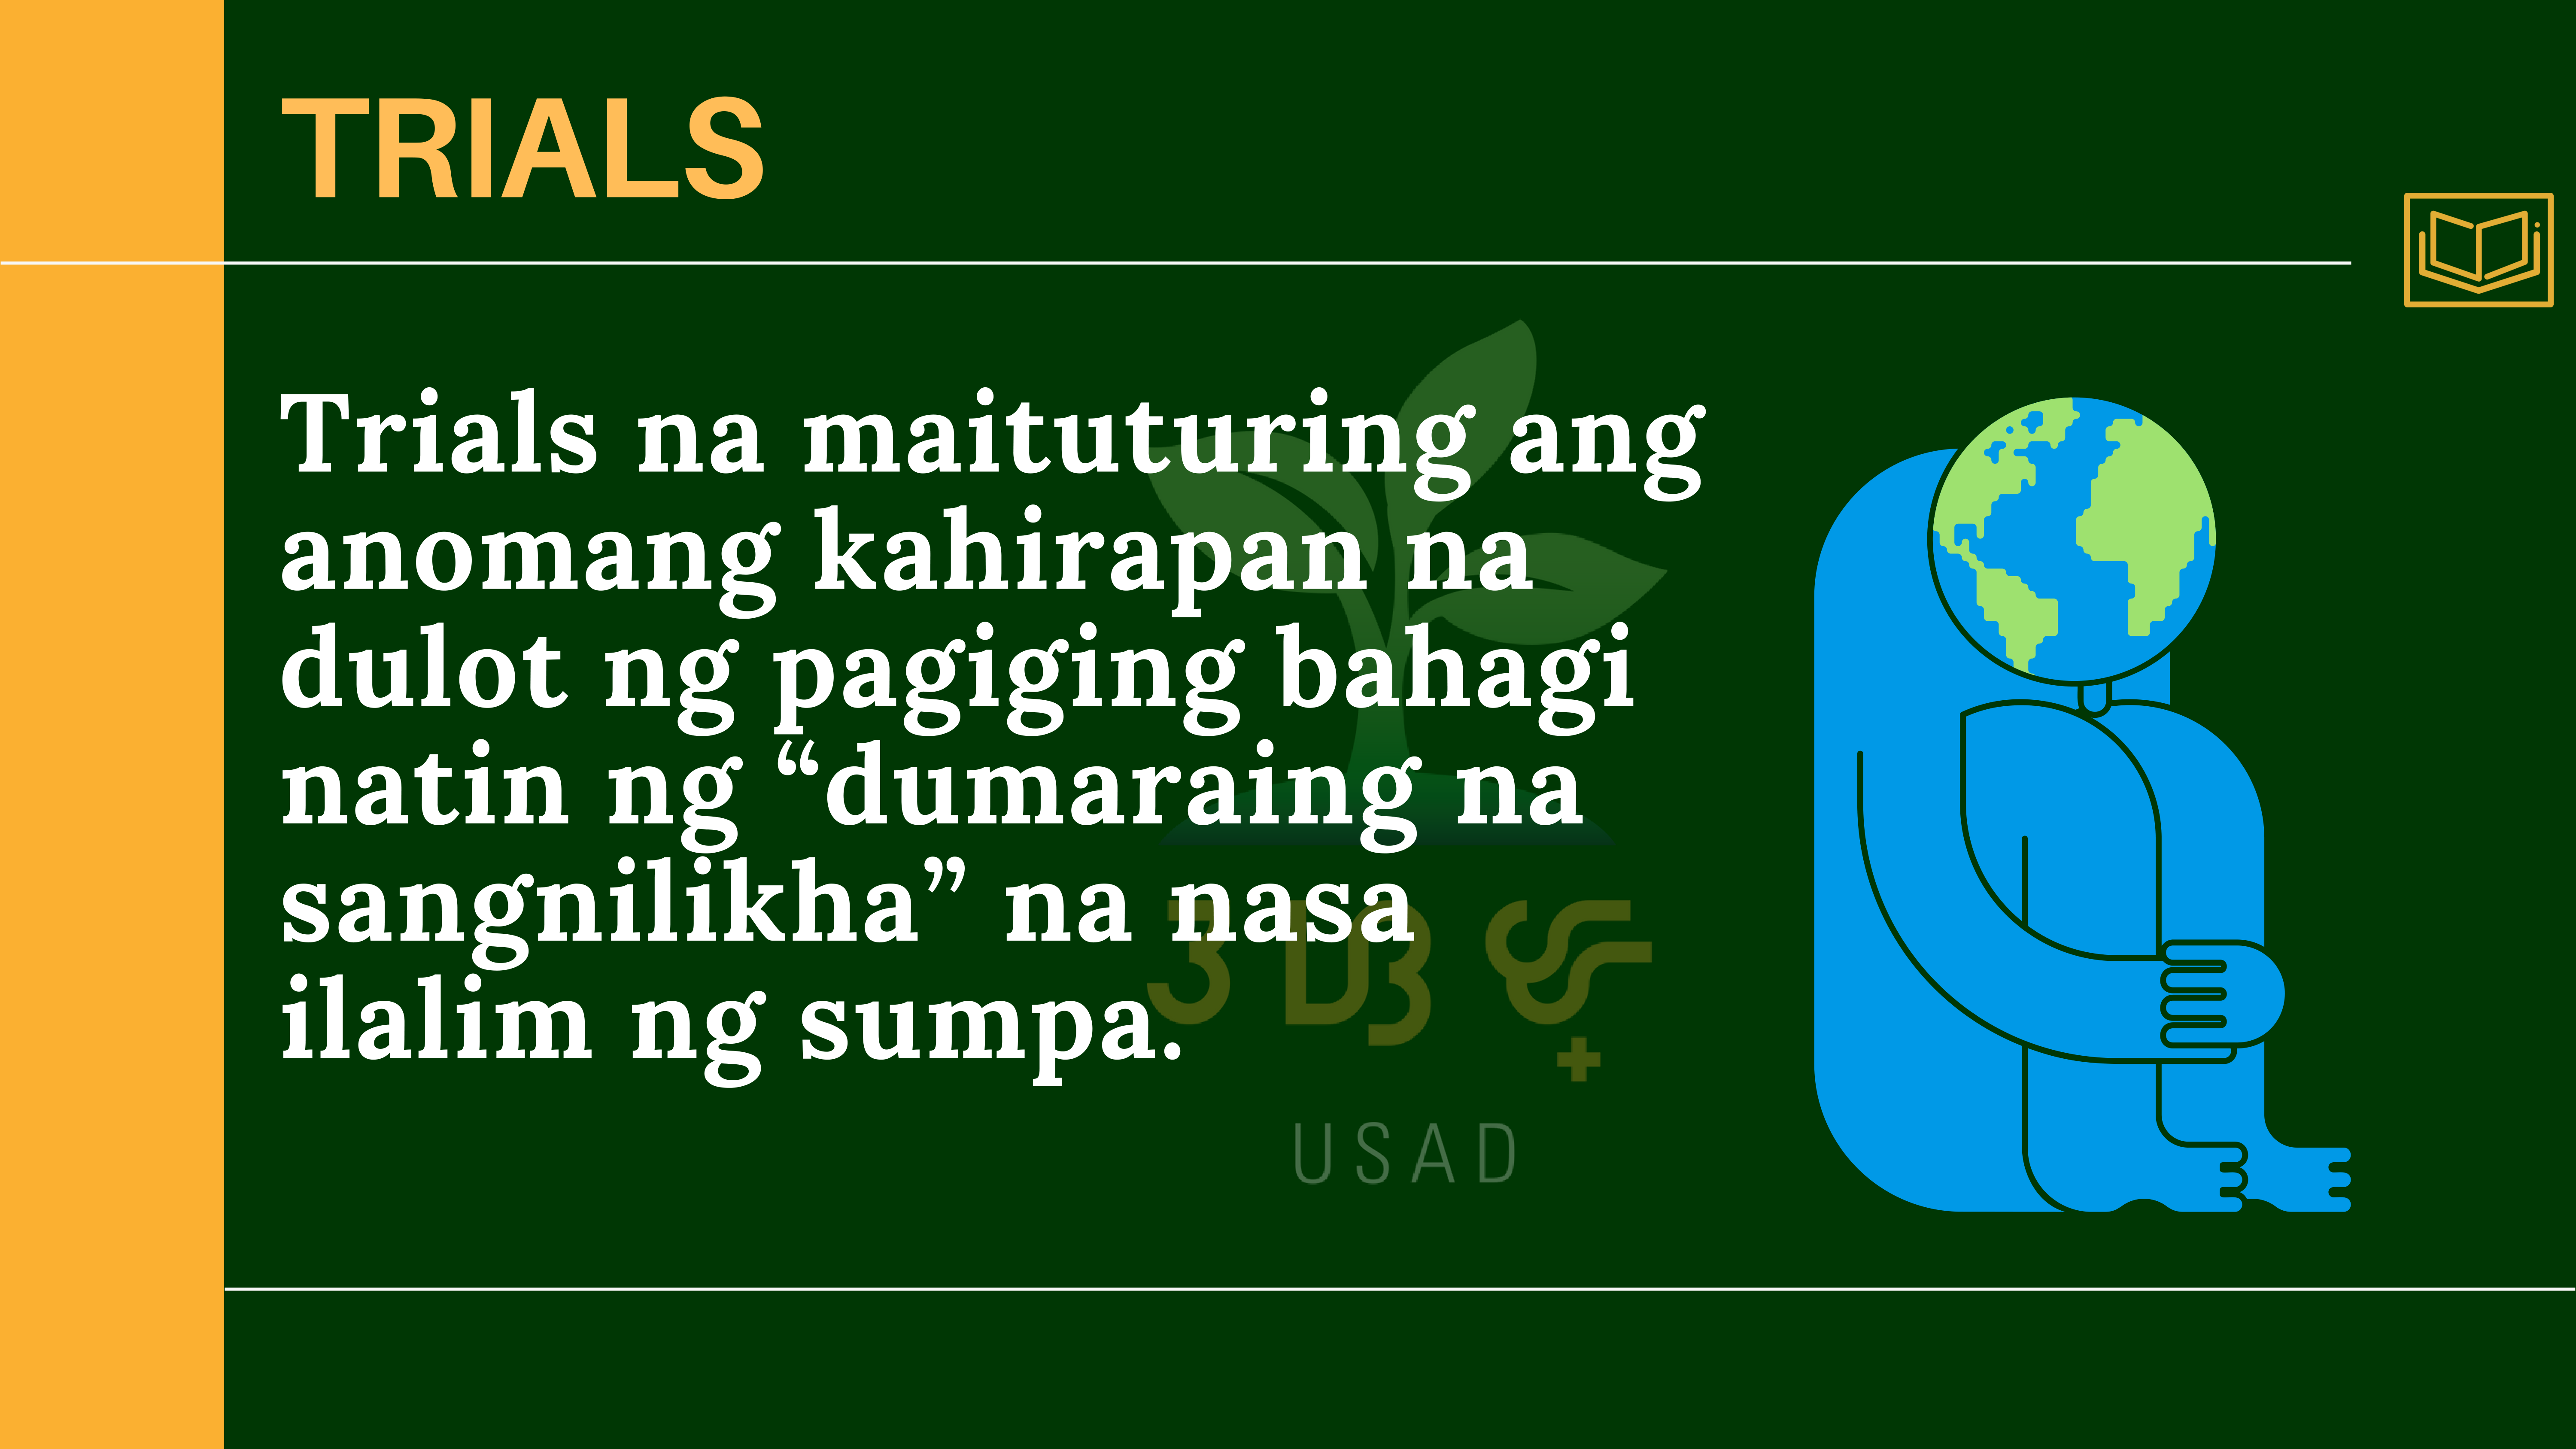 TRIALS
Trials na maituturing ang
anomang kahirapan na
dulot ng pagiging bahagi
natin ng “dumaraing na
sangnilikha” na nasa
ilalim ng sumpa.
USAD